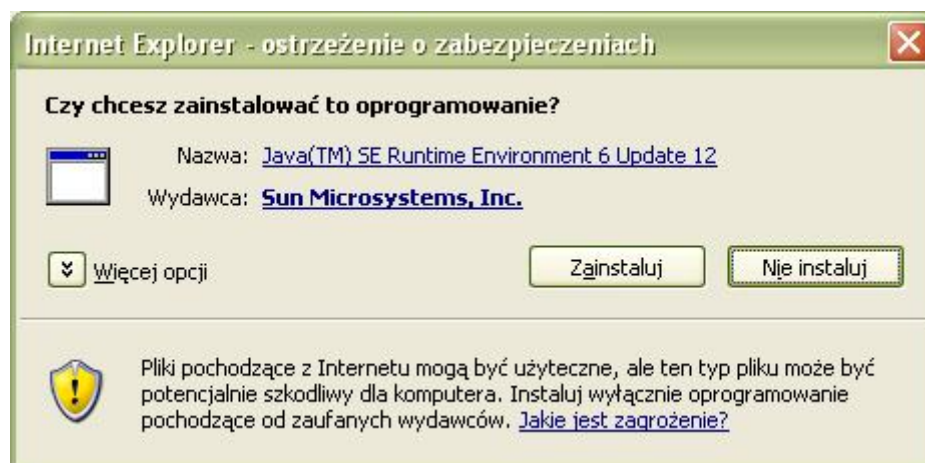 Internet Explorer - ostrzeżenie o zabezpieczeniach
Czy chcesz zainstalować to oprogramowanie?
Nazwa: Java(TM) SE Runtime Environment 6 Update 12
Wydawca: Sun Microsystems, Inc.
Więcej opcji Zainstaluj Nie instaluj
Pliki pochodzące z Internetu mogą być użyteczne, ale ten typ pliku może być
potencjalnie szkodliwy dla komputera. Instaluj wyłącznie oprogramowanie
pochodzące od zaufanych wydawców. Jakie jest zagrożenie?